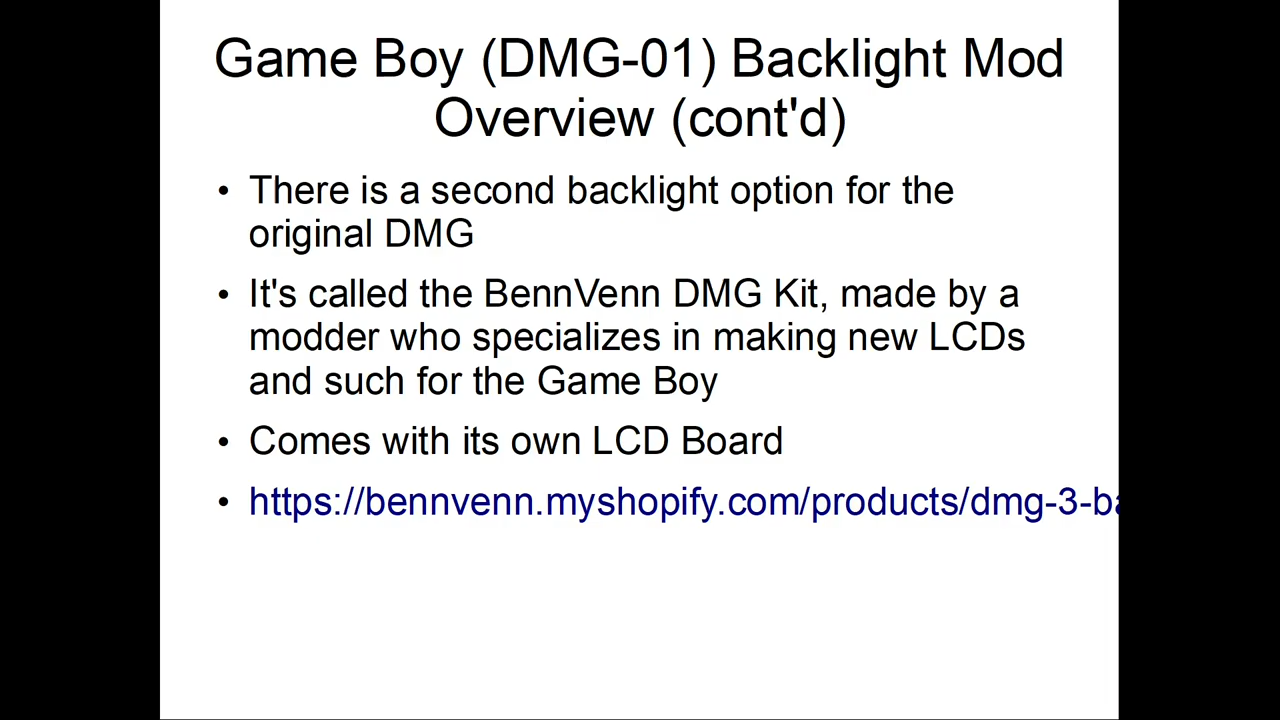 Game Boy (DMG-01) Backlight Mod
Overview (cont'd)
• There is a second backlight option for the
original DMG
• It's called the BennVenn DMG Kit, made by a
modder who specializes in making new LCDs
and such for the Game Boy
• Comes with its own LCD Board
• https://bennvenn.myshopify.com/products/dmg-3-ba